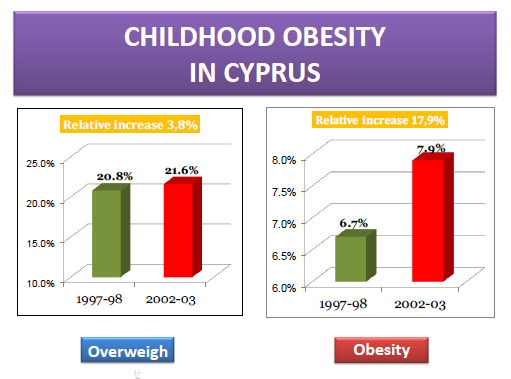 CHILDHOOD OBESITY
IN CYPRUS
Relative increase 3,8%
25.0%
20.0%
15.0%
10.0%
20.8%
21.6%
1997-98
2002-03
Overweigh
Relative increase 17,9%
8.0%
7.5%
7.0%
6.5%
6.0%
6.7%
7.9%
1997-98
2002-03
Obesity